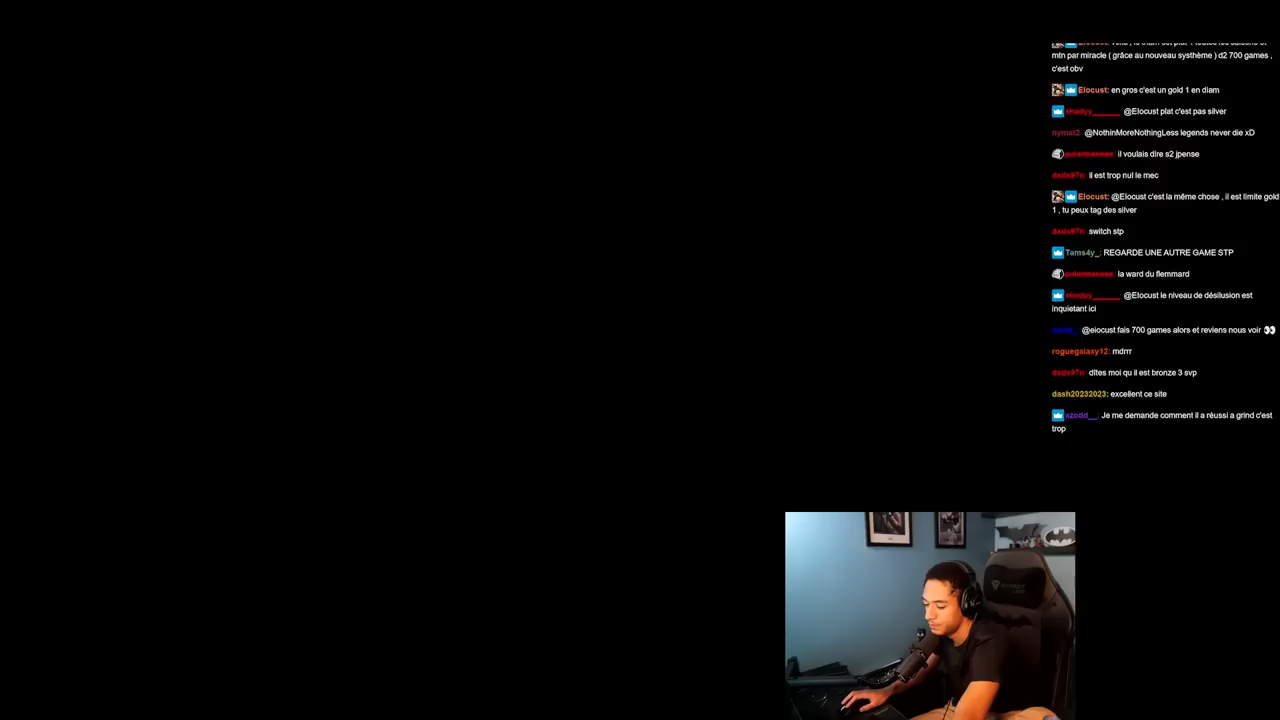 mtn par miracle ( grâce au nouveau systhème ) d2 700 games ,
c'est obv
Elocust: en gros c'est un gold 1 en diam
@Elocust plat c'est pas silver
@NothinMoreNothingLess legends never die xD
il voulais dire s2 jpense
il est trop nul le mec
Elocust: @Elocust c'est la même chose , il est limite gold
1 , tu peux tag des silver
switch stp
Tams4y_: REGARDE UNE AUTRE GAME STP
la ward du flemmard
@Elocust le niveau de désilusion est
inquietant ici
@eiocust fais 700 games alors et reviens nous voir 👀
roguegalaxy12: mdrrr
dîtes moi qu il est bronze 3 svp
dash20232023: excellent ce site
xzodd__: Je me demande comment il a réussi a grind c'est
trop